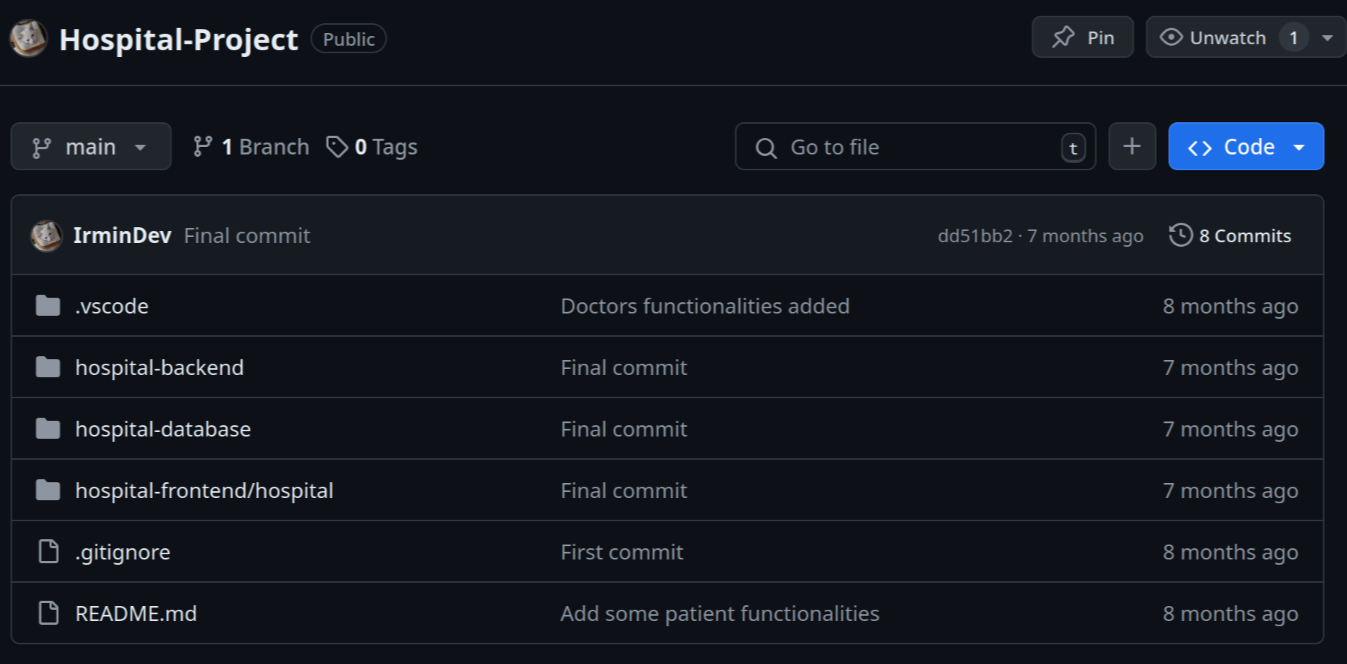 Hospital-Project Public Pin Unwatch 1
main 1 Branch 0 Tags Go to file t + Code
IrminDev Final commit dd51bb2 · 7 months ago 8 Commits
.vscode Doctors functionalities added 8 months ago
hospital-backend Final commit 7 months ago
hospital-database Final commit 7 months ago
hospital-frontend/hospital Final commit 7 months ago
.gitignore First commit 8 months ago
README.md Add some patient functionalities 8 months ago